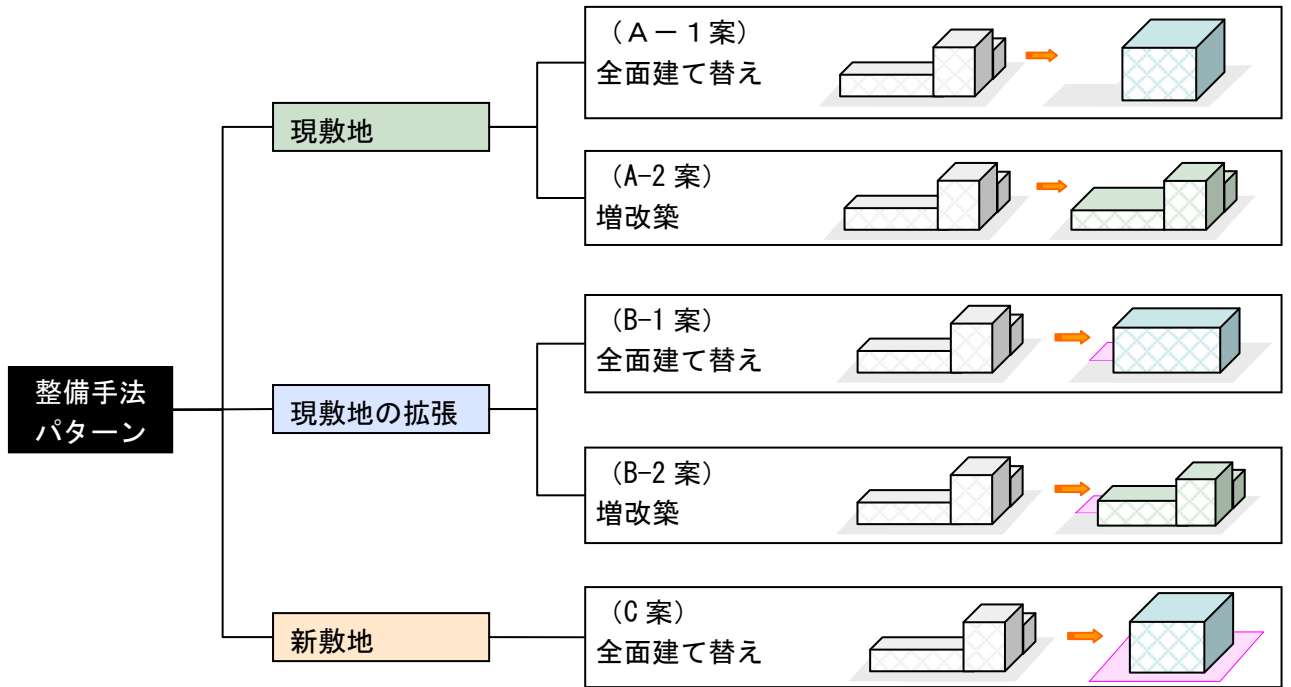 整備手法
パターン
現敷地
(A－1案)
全面建て替え
(A-2 案)
増改築
現敷地の拡張
(B-1 案)
全面建て替え
(B-2 案)
増改築
新敷地
(C 案)
全面建て替え